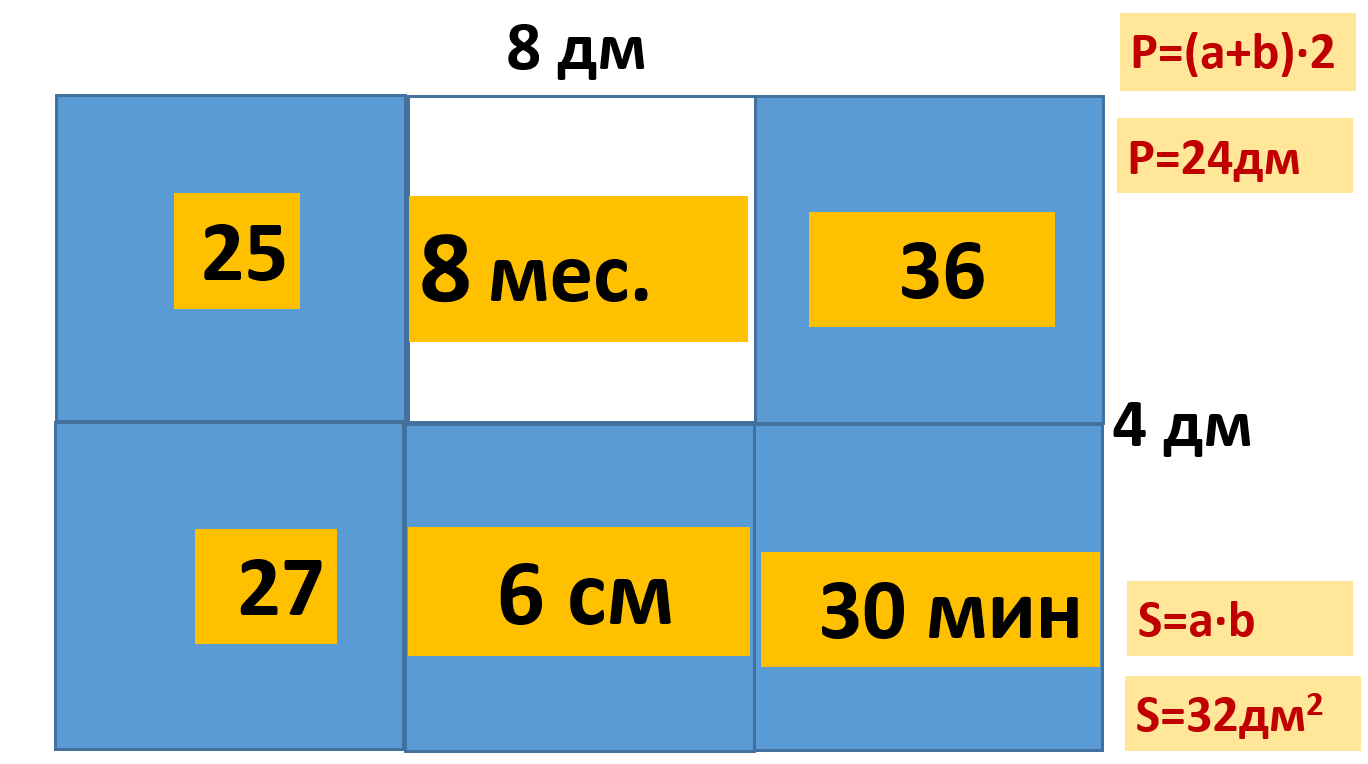 8 дм
P=(a+b)·2
P=24дм
25
8 мес.
36
4 дм
27
6 см
30 мин
S=a·b
S=32дм²